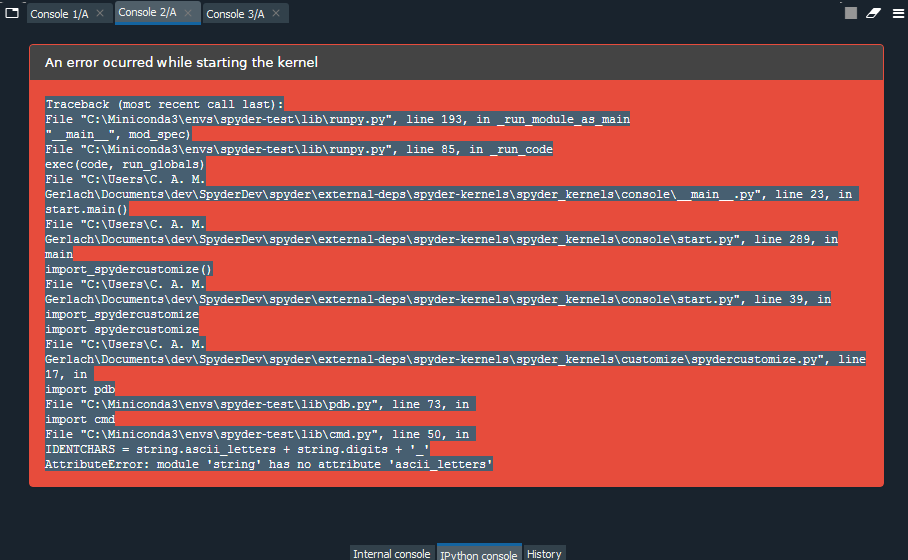 Console 1/A
Console 2/A
Console 3/A
An error ocurred while starting the kernel
Traceback (most recent call last):
File "C:\Miniconda3\envs\spyder-test\lib\runpy.py", line 193, in _run_module_as_main
"__main__", mod_spec)
File "C:\Miniconda3\envs\spyder-test\lib\runpy.py", line 85, in _run_code
exec(code, run_globals)
File "C:\Users\C. A. M.
Gerlach\Documents\dev\SpyderDev\spyder\external-deps\spyder-kernels\spyder_kernels\console\__main__.py", line 23, in
start.main()
File "C:\Users\C. A. M.
Gerlach\Documents\dev\SpyderDev\spyder\external-deps\spyder-kernels\spyder_kernels\console\start.py", line 289, in
main
import_spydercustomize()
File "C:\Users\C. A. M.
Gerlach\Documents\dev\SpyderDev\spyder\external-deps\spyder-kernels\spyder_kernels\console\start.py", line 39, in
import_spydercustomize
import spydercustomize
File "C:\Users\C. A. M.
Gerlach\Documents\dev\SpyderDev\spyder\external-deps\spyder-kernels\spyder_kernels\customize\spydercustomize.py", line
17, in
import pdb
File "C:\Miniconda3\envs\spyder-test\lib\pdb.py", line 73, in
import cmd
File "C:\Miniconda3\envs\spyder-test\lib\cmd.py", line 50, in
IDENTCHARS = string.ascii_letters + string.digits + '_'
AttributeError: module 'string' has no attribute 'ascii_letters'
Internal console
IPython console
History